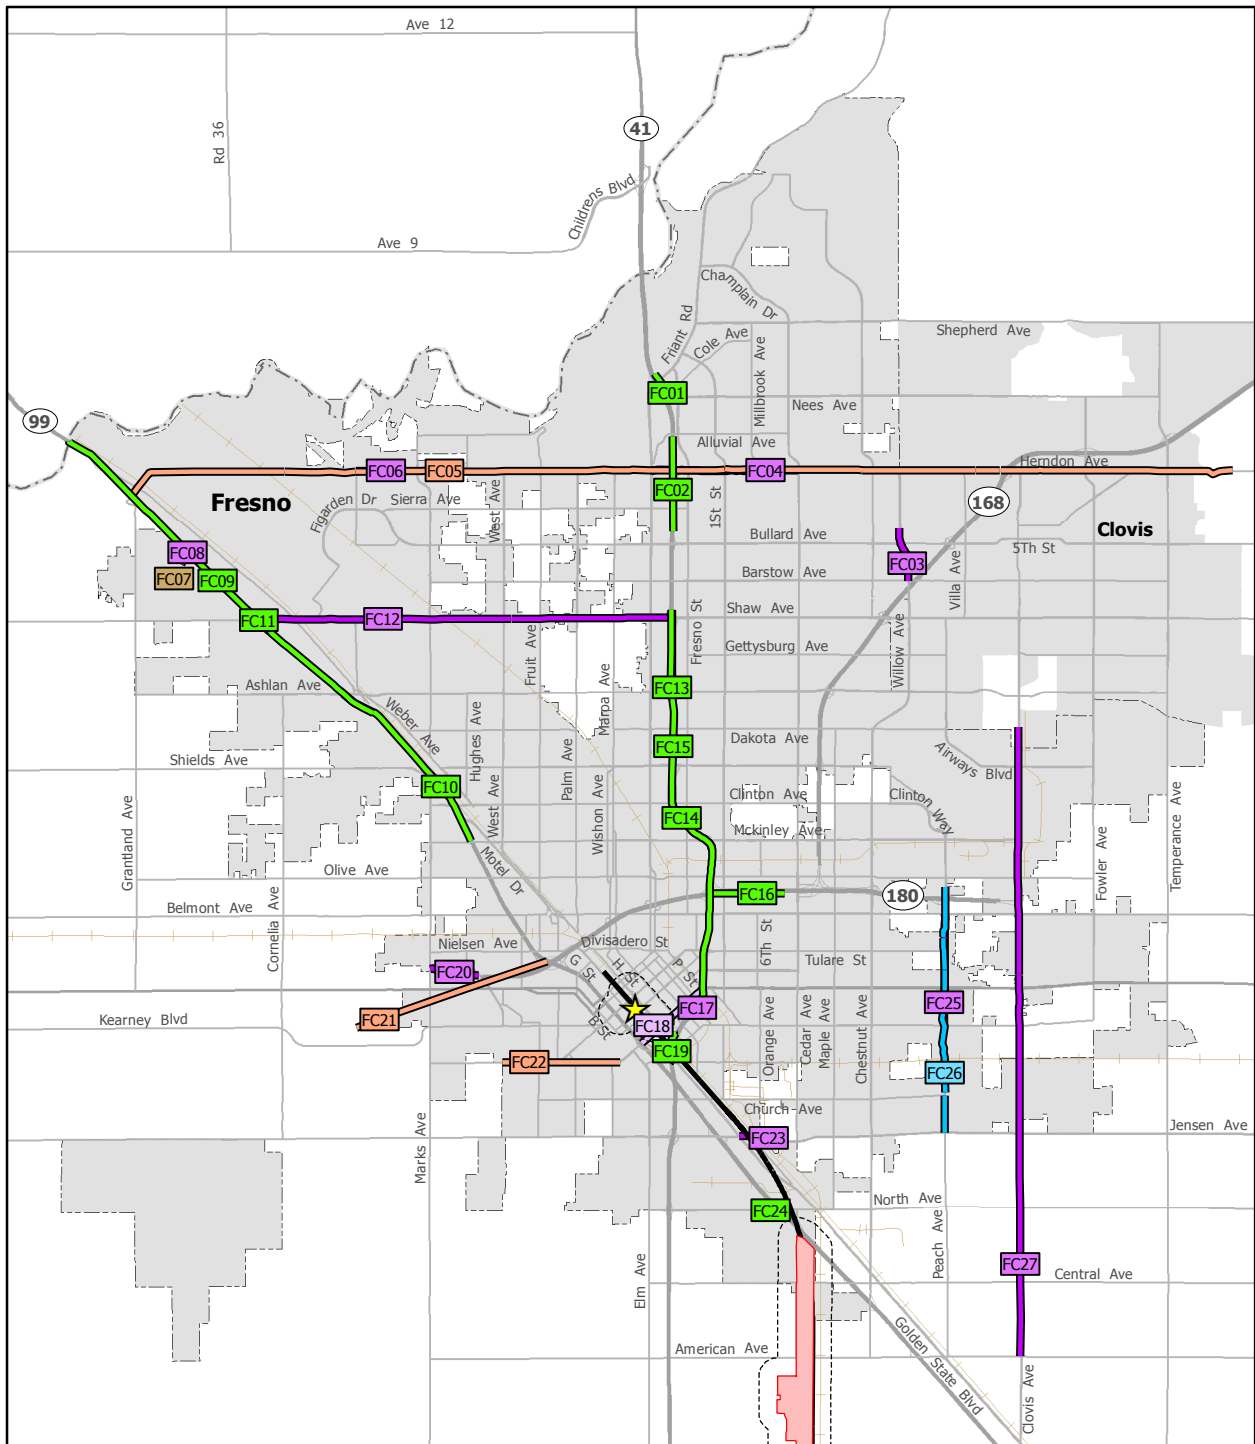 Ave 12
Rd 36
41
Childrens Blvd
Ave 9
Champlain Dr
Friant Rd
Cole Ave
Shepherd Ave
Millbrook Ave
FC01
Nees Ave
99
Alluvial Ave
Herndon Ave
FC06
FC05
FC04
FC02
Fresno
Figarden Dr
Sierra Ave
West Ave
1St St
168
Clovis
Bullard Ave
5Th St
FC08
FC03
FC07
FC09
Barstow Ave
Villa Ave
FC11
FC12
Shaw Ave
Fresno St
Gettysburg Ave
Fruit Ave
Willow Ave
Ashlan Ave
FC13
Marpa Ave
Weber Ave
Hughes Ave
Dakota Ave
FC15
Shields Ave
Palm Ave
Airways Blvd
FC10
West Ave
Clinton Ave
Clinton Way
Wishon Ave
FC14
Mckinley Ave
Grantland Ave
Temperance Ave
Fowler Ave
Olive Ave
Motel Dr
FC16
180
Belmont Ave
Cornelia Ave
Nielsen Ave
Divisadero St
6Th St
Tulare St
G St
H St
P St
FC20
FC25
FC17
Kearney Blvd
FC21
B St
FC18
Orange Ave
Cedar Ave
Maple Ave
Chestnut Ave
FC19
FC22
FC26
Church Ave
Marks Ave
FC23
Jensen Ave
North Ave
FC24
Peach Ave
Elm Ave
FC27
Central Ave
American Ave
Golden State Blvd
Clovis Ave